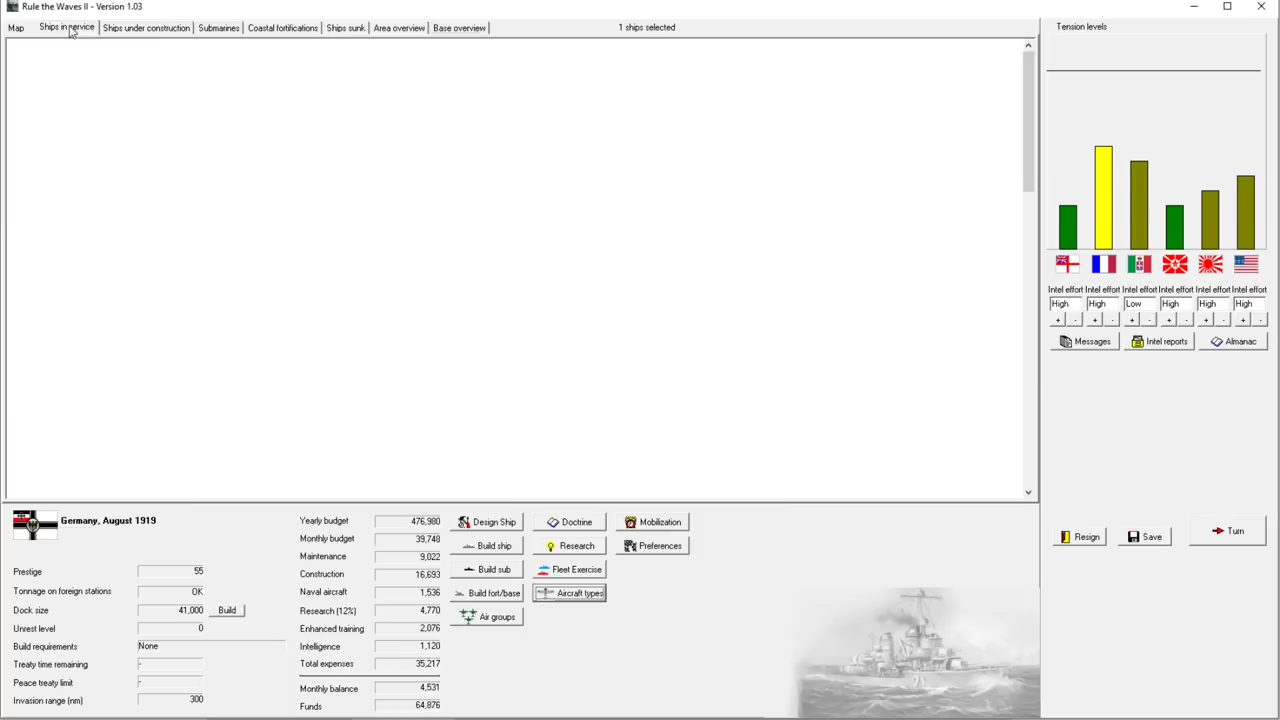 Rule the Waves II - Version 1.03
Map Ships in service Ships under construction Submarines Coastal fortifications Ships sunk Area overview Base overview 1 ships selected
Tension levels
Intel effort Intel effort Intel effort Intel effort Intel effort Intel effort
High High Low High High High
+ - + - + - + - + - + -
Messages Intel reports Almanac
Resign Save Turn
Germany, August 1919
Prestige 55
Tonnage on foreign stations OK
Dock size 41,000 Build
Unrest level 0
Build requirements None
Treaty time remaining -
Peace treaty limit -
Invasion range (nm) 300
Yearly budget 476,980
Monthly budget 39,748
Maintenance 9,022
Construction 16,693
Naval aircraft 1,536
Research (12%) 4,770
Enhanced training 2,076
Intelligence 1,120
Total expenses 35,217
Monthly balance 4,531
Funds 64,876
Design Ship Doctrine Mobilization
Build ship Research Preferences
Build sub Fleet Exercise
Build fort/base Aircraft types
Air groups